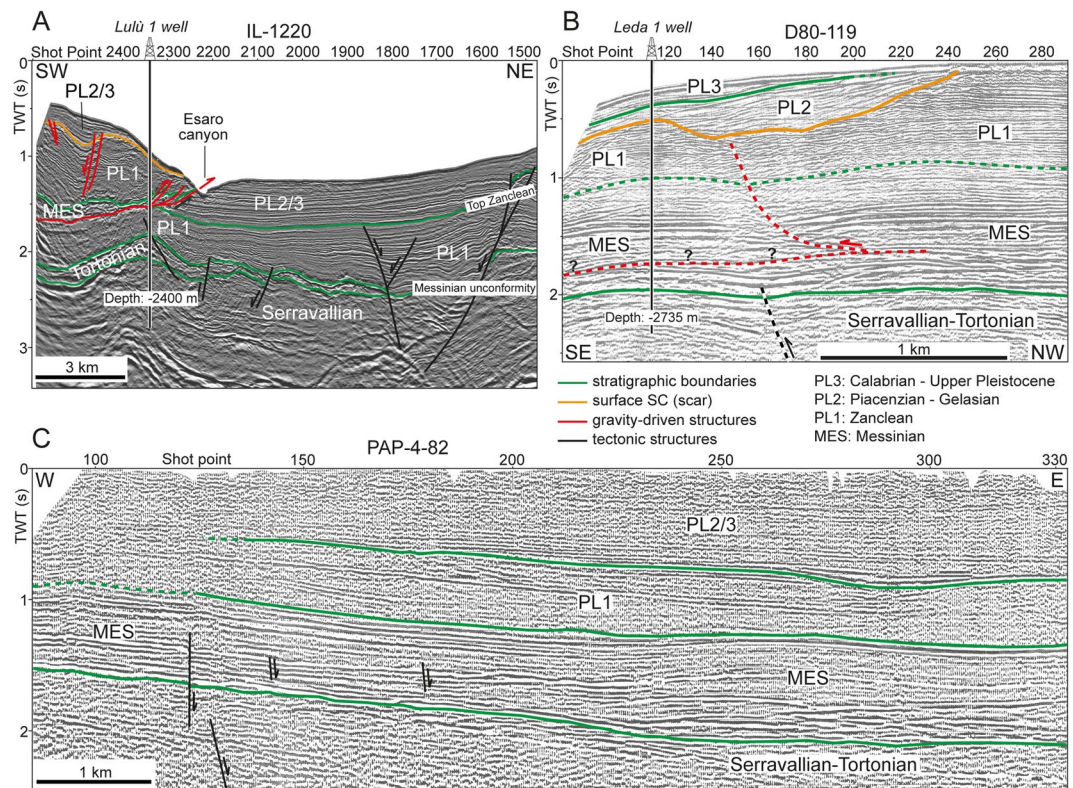 A
Lulù 1 well
IL-1220
Shot Point 2400 2300 2200 2100 2000 1900 1800 1700 1600 1500
SW
NE
TWT (s)
0
1
2
3
PL2/3
Esaro
canyon
PL1
MES
PL2/3
Top Zanclean
PL1
PL1
Tortonian
Messinian unconformity
Depth: -2400 m
Serravallian
3 km
B
Leda 1 well
D80-119
Shot Point 120 140 160 180 200 220 240 260 280
TWT (s)
0
1
2
PL3
PL2
PL1
PL1
MES
MES
? ? ?
Depth: -2735 m
Serravallian-Tortonian
SE
1 km
NW
stratigraphic boundaries
surface SC (scar)
gravity-driven structures
tectonic structures
PL3: Calabrian - Upper Pleistocene
PL2: Piacenzian - Gelasian
PL1: Zanclean
MES: Messinian
C
PAP-4-82
100 Shot point 150 200 250 300 330
W
E
TWT (s)
0
1
2
PL2/3
PL1
MES
MES
Serravallian-Tortonian
1 km